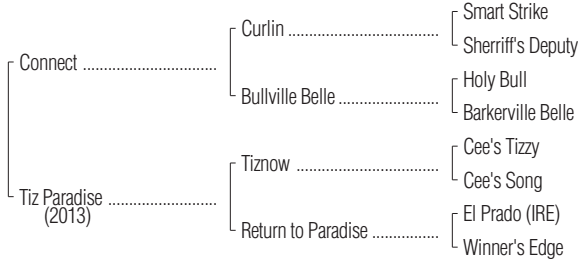 Smart Strike
Curlin
Sherriff's Deputy
Connect
Holy Bull
Bullville Belle
Barkerville Belle
Cee's Tizzy
Tiznow
Cee's Song
Tiz Paradise
(2013)
El Prado (IRE)
Return to Paradise
Winner's Edge